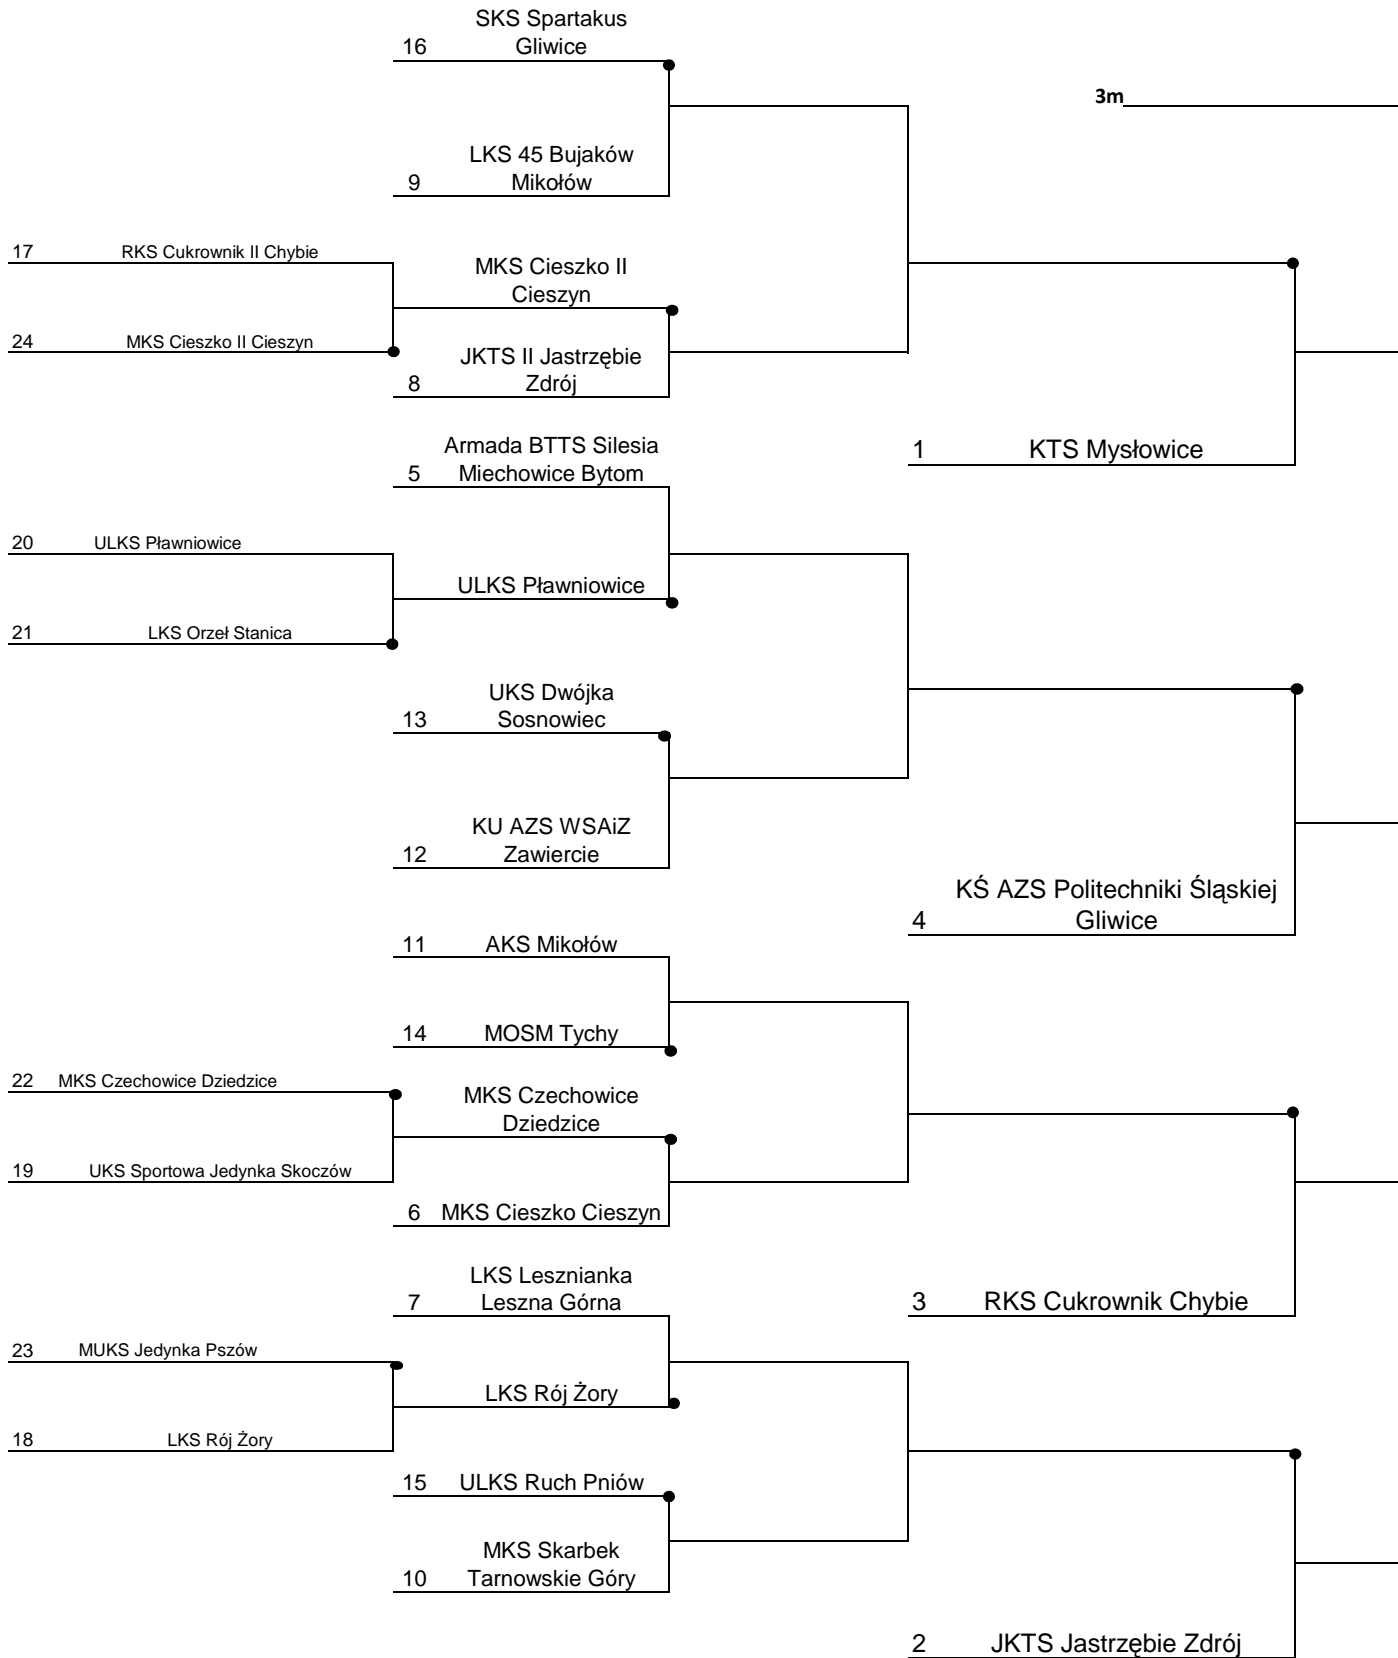 SKS Spartakus
16 Gliwice
3m
LKS 45 Bujaków
9 Mikołów
17 RKS Cukrownik II Chybie
MKS Cieszko II
Cieszyn
24 MKS Cieszko II Cieszyn
JKTS II Jastrzębie
8 Zdrój
Armada BTTS Silesia
5 Miechowice Bytom
1 KTS Mysłowice
20 ULKS Pławniowice
ULKS Pławniowice
21 LKS Orzeł Stanica
UKS Dwójka
13 Sosnowiec
KU AZS WSAiZ
12 Zawiercie
KŚ AZS Politechniki Śląskiej
4 Gliwice
11 AKS Mikołów
14 MOSM Tychy
22 MKS Czechowice Dziedzice
MKS Czechowice
Dziedzice
19 UKS Sportowa Jedynka Skoczów
6 MKS Cieszko Cieszyn
LKS Lesznianka
7 Leszna Górna
3 RKS Cukrownik Chybie
23 MUKS Jedynka Pszów
LKS Rój Żory
18 LKS Rój Żory
15 ULKS Ruch Pniów
MKS Skarbek
10 Tarnowskie Góry
2 JKTS Jastrzębie Zdrój